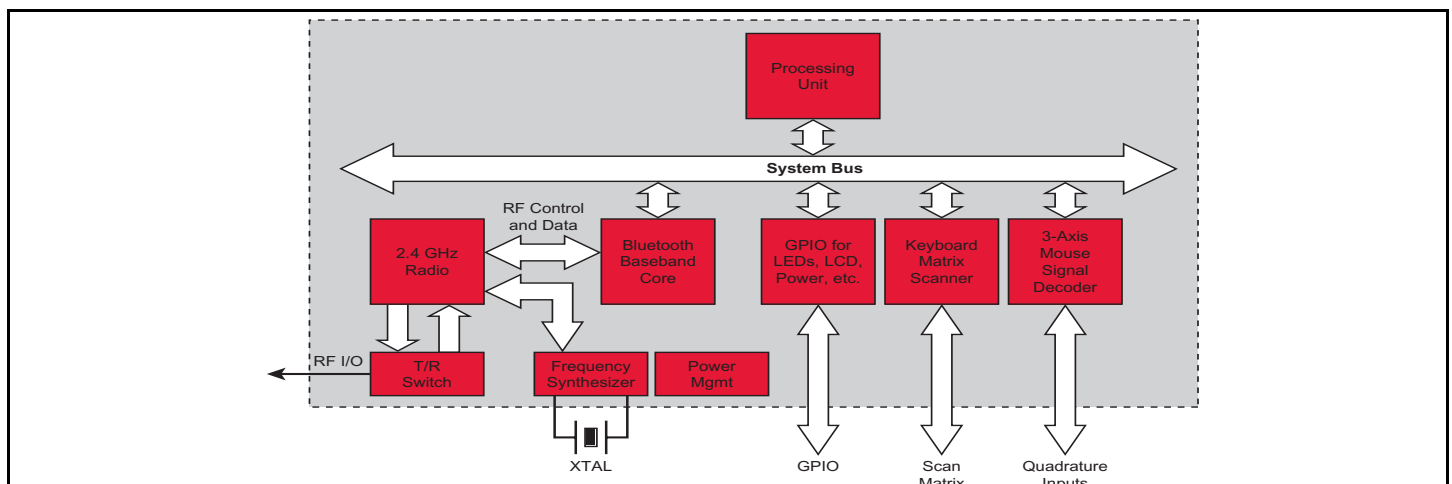 Processing
Unit
System Bus
RF Control
and Data
2.4 GHz
Radio
Bluetooth
Baseband
Core
GPIO for
LEDs, LCD,
Power, etc.
Keyboard
Matrix
Scanner
3-Axis
Mouse
Signal
Decoder
RF I/O
T/R
Switch
Frequency
Synthesizer
Power
Mgmt
XTAL
GPIO
Scan
Matrix
Quadrature
Inputs